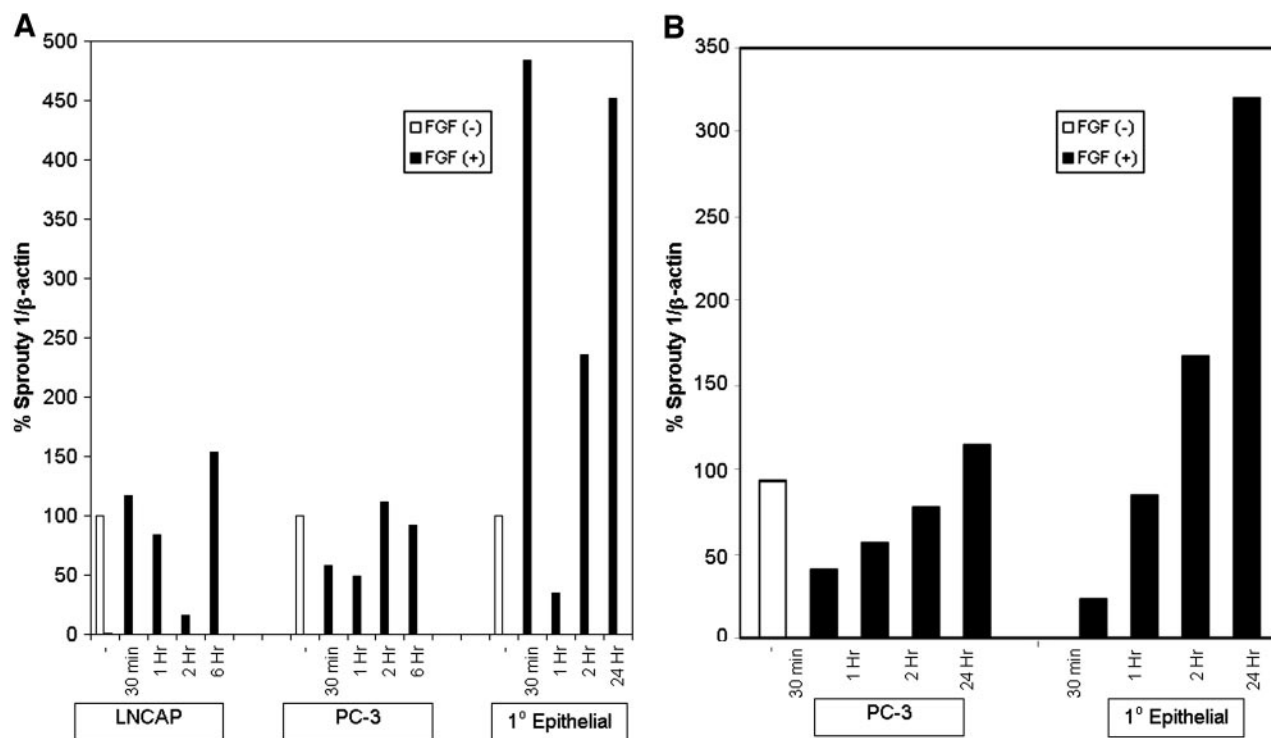 A
% Sprouty 1/β-actin
500
450
400
350
300
250
200
150
100
50
0
FGF (-)
FGF (+)
-
30 min
1 Hr
2 Hr
6 Hr
-
30 min
1 Hr
2 Hr
6 Hr
-
30 min
1 Hr
2 Hr
24 Hr
LNCAP
PC-3
1° Epithelial
B
% Sprouty 1/β-actin
350
300
250
200
150
100
50
0
FGF (-)
FGF (+)
-
30 min
1 Hr
2 Hr
24 Hr
-
30 min
1 Hr
2 Hr
24 Hr
PC-3
1° Epithelial